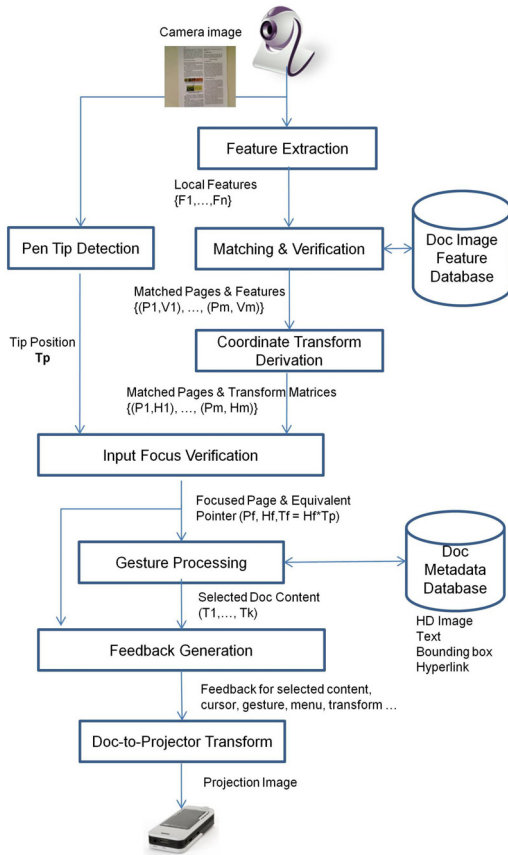 Camera image
Feature Extraction
Local Features
{F1,…,Fn}
Pen Tip Detection
Matching & Verification
Doc Image
Feature
Database
Matched Pages & Features
{(P1,V1), …, (Pm, Vm)}
Tip Position
Tp
Coordinate Transform
Derivation
Matched Pages & Transform Matrices
{(P1,H1), …, (Pm, Hm)}
Input Focus Verification
Focused Page & Equivalent
Pointer (Pf, Hf,Tf = Hf*Tp)
Gesture Processing
Doc
Metadata
Database
Selected Doc Content
(T1,…, Tk)
HD Image
Text
Bounding box
Hyperlink
Feedback Generation
Feedback for selected content,
cursor, gesture, menu, transform …
Doc-to-Projector Transform
Projection Image